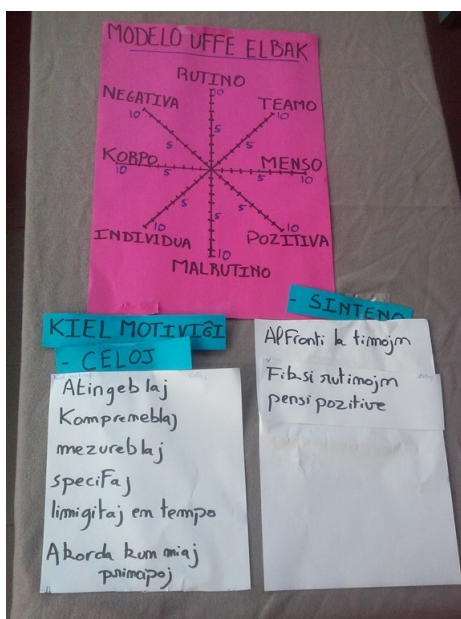 MODELO UFFE ELBAK
RUTINO
10
NEGATIVA
10
TEAMO
10
5
5
5
KORPO
10
5
MENSO
5
10
5
5
5
INDIVIDUA
10
POZITIVA
10
10
MALRUTINO
- SINTENO
KIEL MOTIVIĜI
- CELOJ
Alfronti la timojn
Fiksi rutinojn
pensi pozitive
Atingeblaj
Kompreneblaj
mezureblaj
specifaj
limigitaj en tempo
Akorda kun miaj
principoj